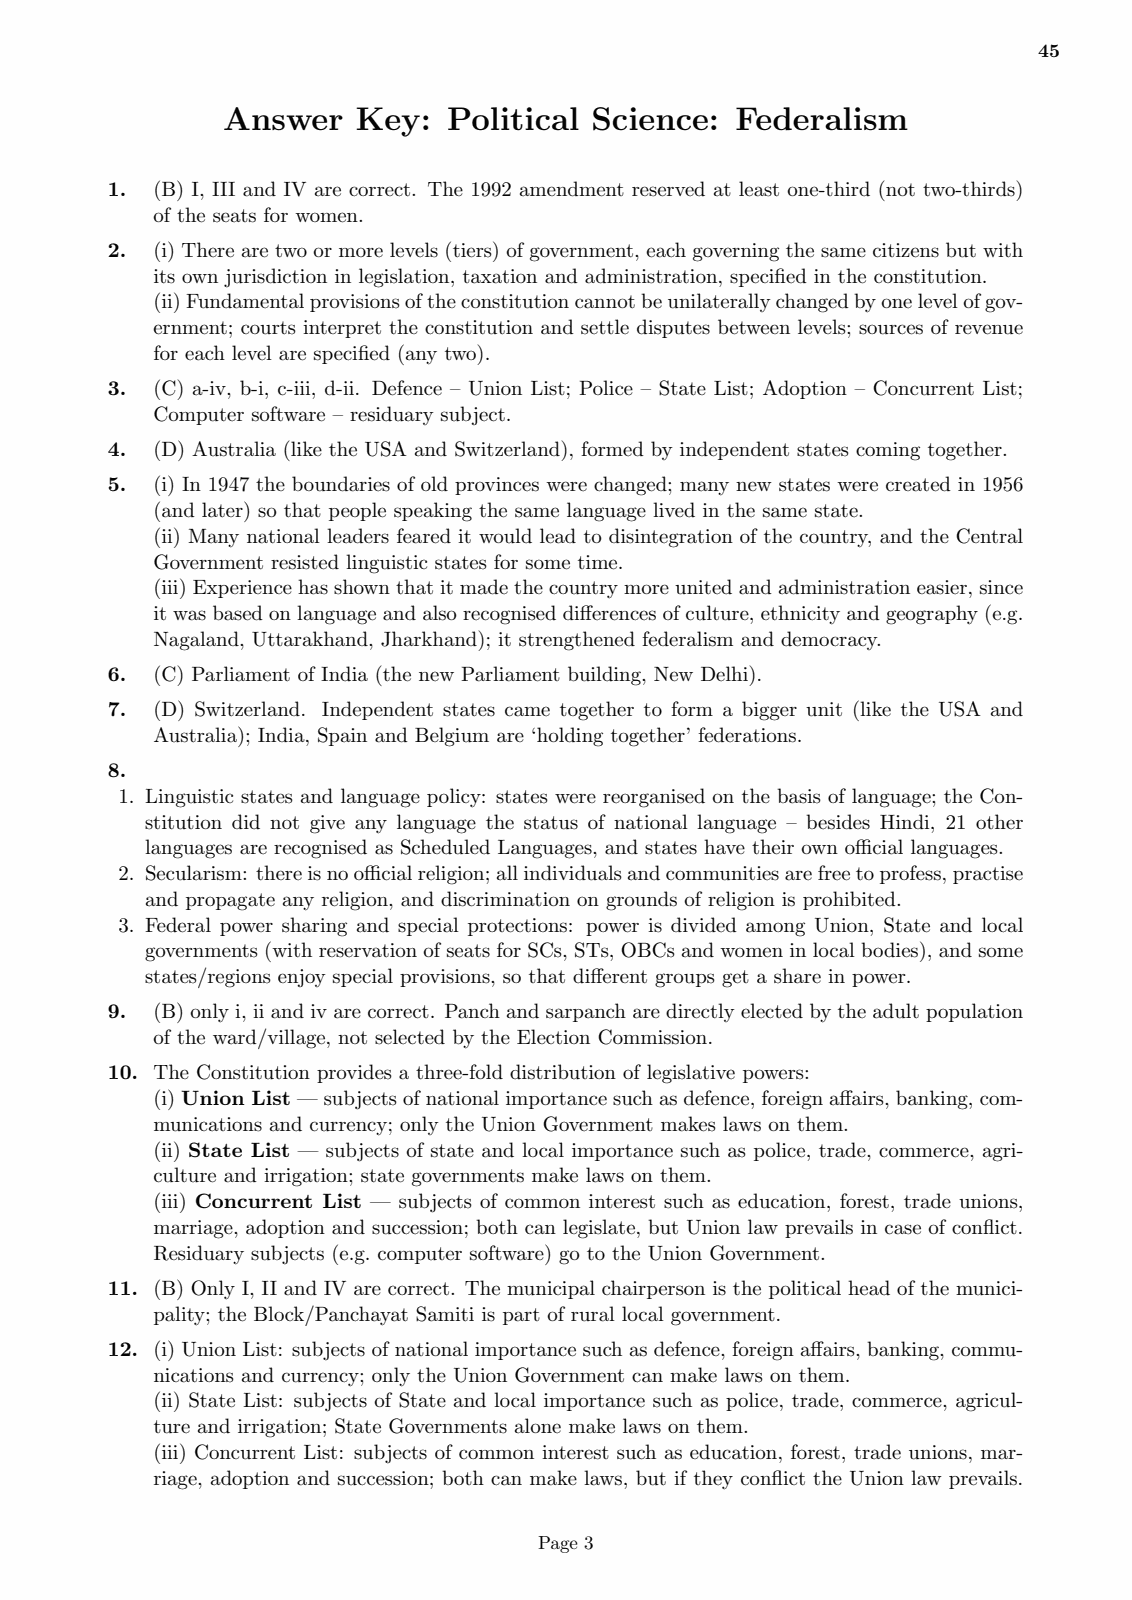 45
Answer Key: Political Science: Federalism
1. (B) I, III and IV are correct. The 1992 amendment reserved at least one-third (not two-thirds)
of the seats for women.
2. (i) There are two or more levels (tiers) of government, each governing the same citizens but with
its own jurisdiction in legislation, taxation and administration, specified in the constitution.
(ii) Fundamental provisions of the constitution cannot be unilaterally changed by one level of gov-
ernment; courts interpret the constitution and settle disputes between levels; sources of revenue
for each level are specified (any two).
3. (C) a-iv, b-i, c-iii, d-ii. Defence – Union List; Police – State List; Adoption – Concurrent List;
Computer software – residuary subject.
4. (D) Australia (like the USA and Switzerland), formed by independent states coming together.
5. (i) In 1947 the boundaries of old provinces were changed; many new states were created in 1956
(and later) so that people speaking the same language lived in the same state.
(ii) Many national leaders feared it would lead to disintegration of the country, and the Central
Government resisted linguistic states for some time.
(iii) Experience has shown that it made the country more united and administration easier, since
it was based on language and also recognised differences of culture, ethnicity and geography (e.g.
Nagaland, Uttarakhand, Jharkhand); it strengthened federalism and democracy.
6. (C) Parliament of India (the new Parliament building, New Delhi).
7. (D) Switzerland. Independent states came together to form a bigger unit (like the USA and
Australia); India, Spain and Belgium are ‘holding together’ federations.
8.
1. Linguistic states and language policy: states were reorganised on the basis of language; the Con-
stitution did not give any language the status of national language – besides Hindi, 21 other
languages are recognised as Scheduled Languages, and states have their own official languages.
2. Secularism: there is no official religion; all individuals and communities are free to profess, practise
and propagate any religion, and discrimination on grounds of religion is prohibited.
3. Federal power sharing and special protections: power is divided among Union, State and local
governments (with reservation of seats for SCs, STs, OBCs and women in local bodies), and some
states/regions enjoy special provisions, so that different groups get a share in power.
9. (B) only i, ii and iv are correct. Panch and sarpanch are directly elected by the adult population
of the ward/village, not selected by the Election Commission.
10. The Constitution provides a three-fold distribution of legislative powers:
(i) Union List — subjects of national importance such as defence, foreign affairs, banking, com-
munications and currency; only the Union Government makes laws on them.
(ii) State List — subjects of state and local importance such as police, trade, commerce, agri-
culture and irrigation; state governments make laws on them.
(iii) Concurrent List — subjects of common interest such as education, forest, trade unions,
marriage, adoption and succession; both can legislate, but Union law prevails in case of conflict.
Residuary subjects (e.g. computer software) go to the Union Government.
11. (B) Only I, II and IV are correct. The municipal chairperson is the political head of the munici-
pality; the Block/Panchayat Samiti is part of rural local government.
12. (i) Union List: subjects of national importance such as defence, foreign affairs, banking, commu-
nications and currency; only the Union Government can make laws on them.
(ii) State List: subjects of State and local importance such as police, trade, commerce, agricul-
ture and irrigation; State Governments alone make laws on them.
(iii) Concurrent List: subjects of common interest such as education, forest, trade unions, mar-
riage, adoption and succession; both can make laws, but if they conflict the Union law prevails.
Page 3